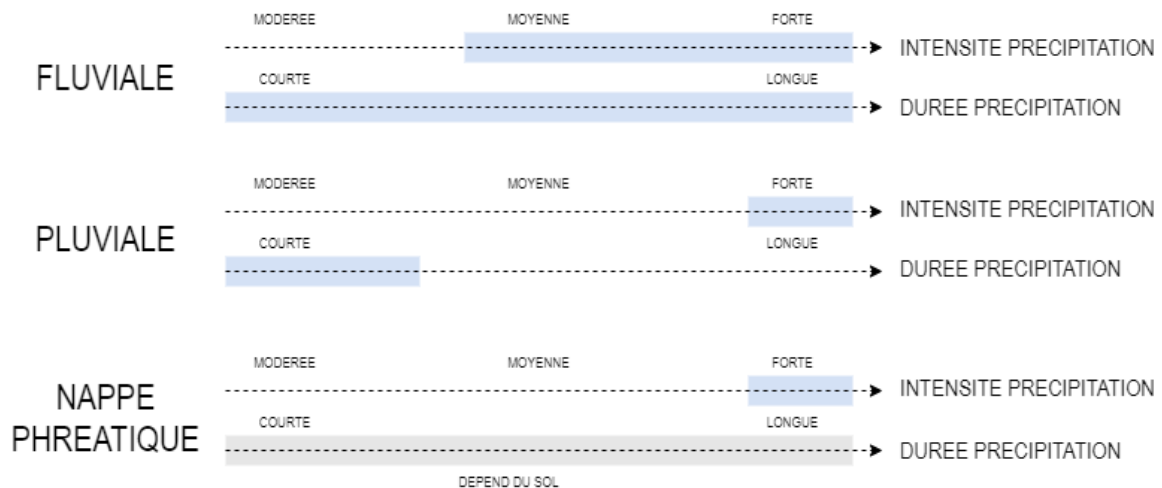 MODEREE MOYENNE FORTE
INTENSITE PRECIPITATION
FLUVIALE
COURTE LONGUE
DUREE PRECIPITATION
MODEREE MOYENNE FORTE
INTENSITE PRECIPITATION
PLUVIALE
COURTE LONGUE
DUREE PRECIPITATION
MODEREE MOYENNE FORTE
INTENSITE PRECIPITATION
NAPPE
PHREATIQUE
COURTE LONGUE
DUREE PRECIPITATION
DEPEND DU SOL